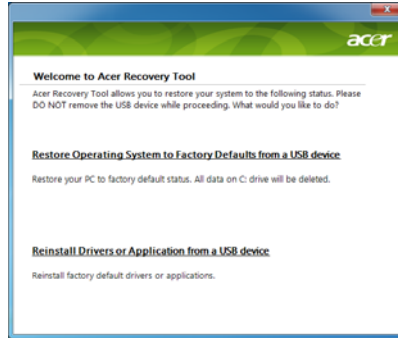 acer
Welcome to Acer Recovery Tool
Acer Recovery Tool allows you to restore your system to the following status. Please
DO NOT remove the USB device while proceeding. What would you like to do?
Restore Operating System to Factory Defaults from a USB device
Restore your PC to factory default status. All data on C: drive will be deleted.
Reinstall Drivers or Application from a USB device
Reinstall factory default drivers or applications.